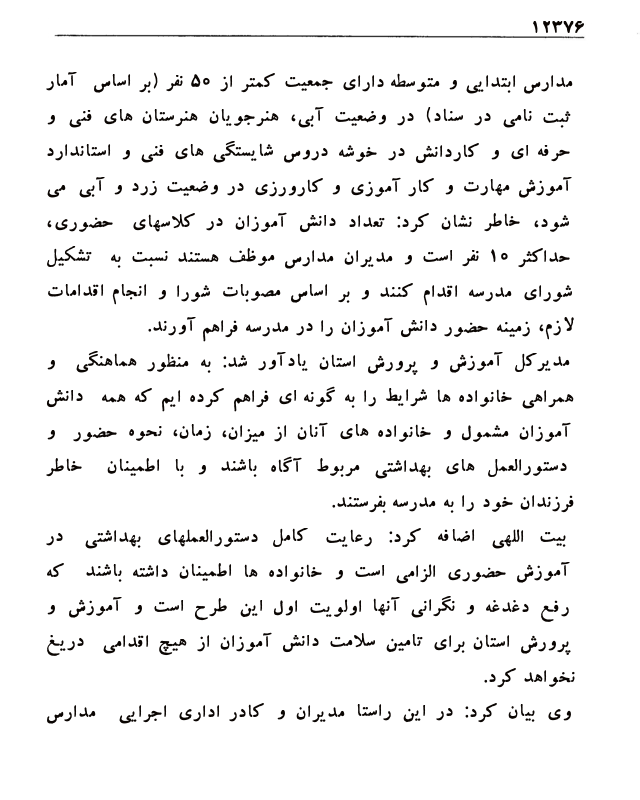 ۱۲۳۷۶
مدارس ابتدایی و متوسطه دارای جمعیت کمتر از ۵۰ نفر (بر اساس آمار
ثبت نامی در سناد) در وضعیت آبی، هنرجویان هنرستان های فنی و
حرفه ای و کاردانش در خوشه دروس شایستگی های فنی و استاندارد
آموزش مهارت و کار آموزی و کارورزی در وضعیت زرد و آبی می
شود، خاطر نشان کرد: تعداد دانش آموزان در کلاسهای حضوری،
حداکثر ۱۰ نفر است و مدیران مدارس موظف هستند نسبت به تشکیل
شورای مدرسه اقدام کنند و بر اساس مصوبات شورا و انجام اقدامات
لازم، زمینه حضور دانش آموزان را در مدرسه فراهم آورند.
مدیرکل آموزش و پرورش استان یادآور شد: به منظور هماهنگی و
همراهی خانواده ها شرایط را به گونه ای فراهم کرده ایم که همه دانش
آموزان مشمول و خانواده های آنان از میزان، زمان، نحوه حضور و
دستورالعمل های بهداشتی مربوط آگاه باشند و با اطمینان خاطر
فرزندان خود را به مدرسه بفرستند.
بیت اللهی اضافه کرد: رعایت کامل دستورالعملهای بهداشتی در
آموزش حضوری الزامی است و خانواده ها اطمینان داشته باشند که
رفع دغدغه و نگرانی آنها اولویت اول این طرح است و آموزش و
پرورش استان برای تامین سلامت دانش آموزان از هیچ اقدامی دریغ
نخواهد کرد.
وی بیان کرد: در این راستا مدیران و کادر اداری اجرایی مدارس